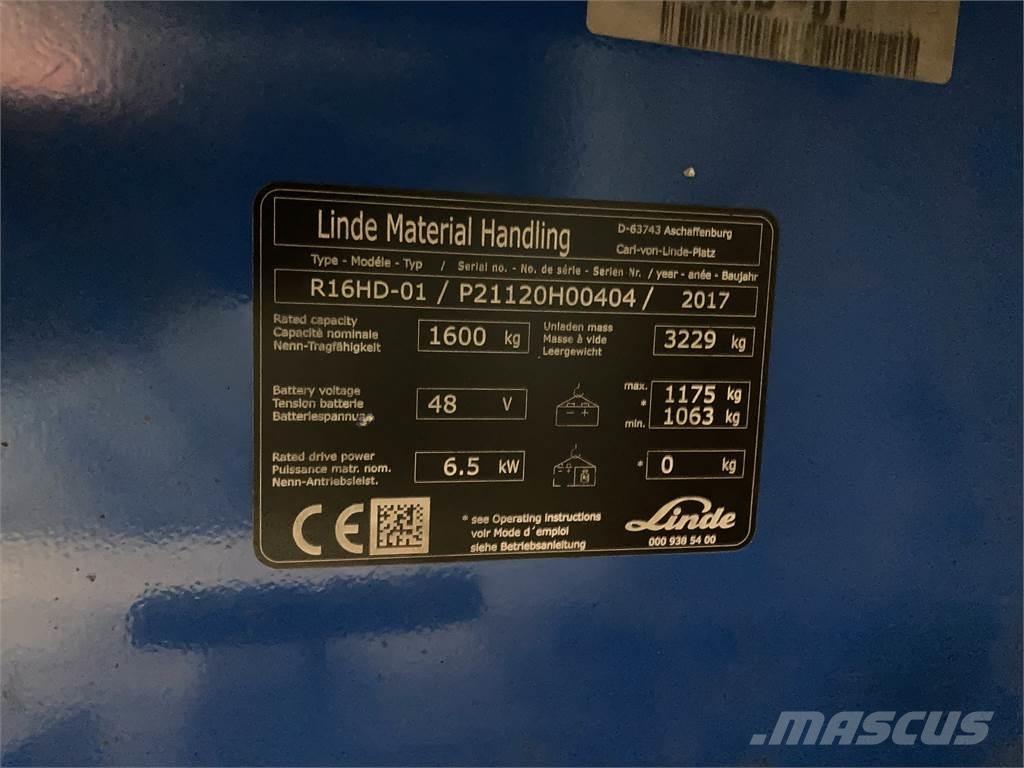 Linde Material Handling
D-63743 Aschaffenburg
Carl-von-Linde-Platz
Type - Modéle - Typ / Serial no. - No. de série - Serien Nr. / year - anée - Baujahr
R16HD-01 / P21120H00404 / 2017
Rated capacity
Capacité nominale
Nenn-Tragfähigkeit
1600 kg
Unladen mass
Masse à vide
Leergewicht
3229 kg
Battery voltage
Tension batterie
Batteriespannung
48 V
max. 1175 kg
*
min. 1063 kg
Rated drive power
Puissance matr. nom.
Nenn-Antriebsleist.
6.5 kW
* 0 kg
CE
* see Operating Instructions
voir Mode d´emploi
siehe Betriebsanleitung
Linde
000 938 54 00
MASCUS